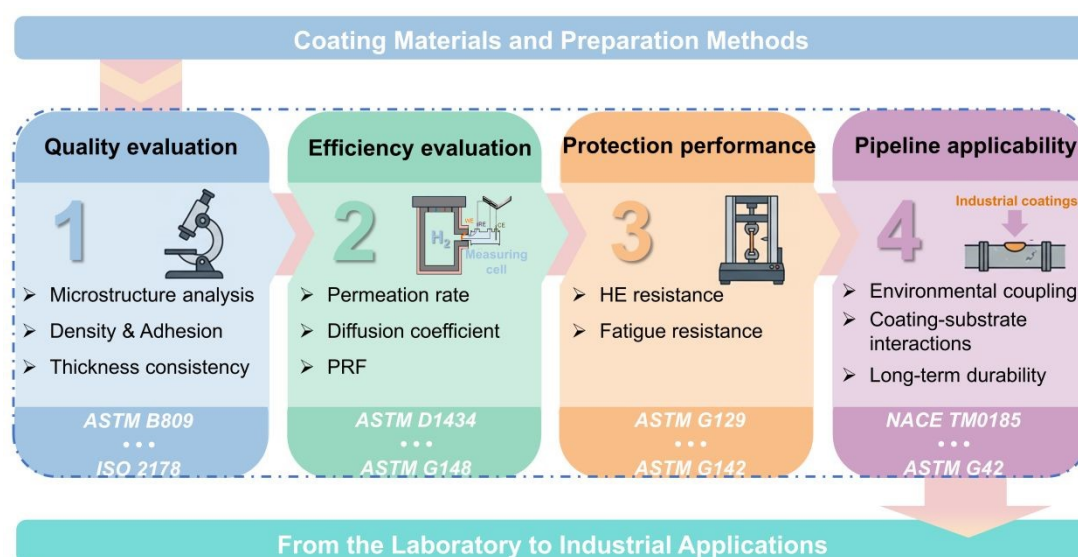 Coating Materials and Preparation Methods
Quality evaluation
1
➢ Microstructure analysis
➢ Density & Adhesion
➢ Thickness consistency
ASTM B809
•••
ISO 2178
Efficiency evaluation
2
H₂
WE
RE
CE
Measuring
cell
➢ Permeation rate
➢ Diffusion coefficient
➢ PRF
ASTM D1434
•••
ASTM G148
Protection performance
3
➢ HE resistance
➢ Fatigue resistance
ASTM G129
•••
ASTM G142
Pipeline applicability
4
Industrial coatings
➢ Environmental coupling
➢ Coating-substrate
interactions
➢ Long-term durability
NACE TM0185
•••
ASTM G42
From the Laboratory to Industrial Applications